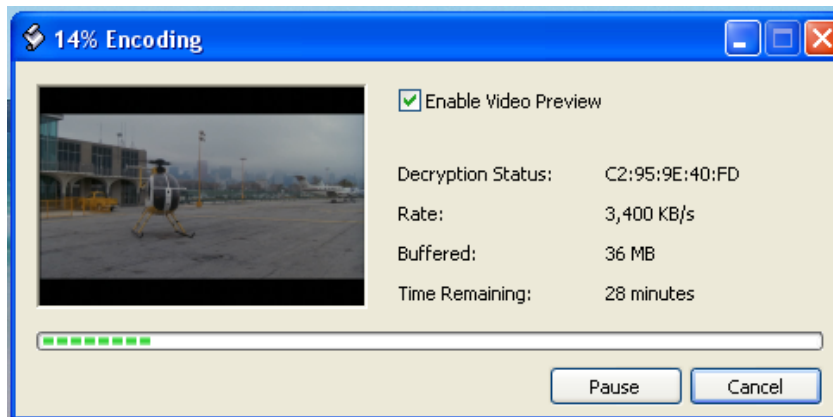 14% Encoding
Enable Video Preview
Decryption Status: C2:95:9E:40:FD
Rate: 3,400 KB/s
Buffered: 36 MB
Time Remaining: 28 minutes
Pause Cancel